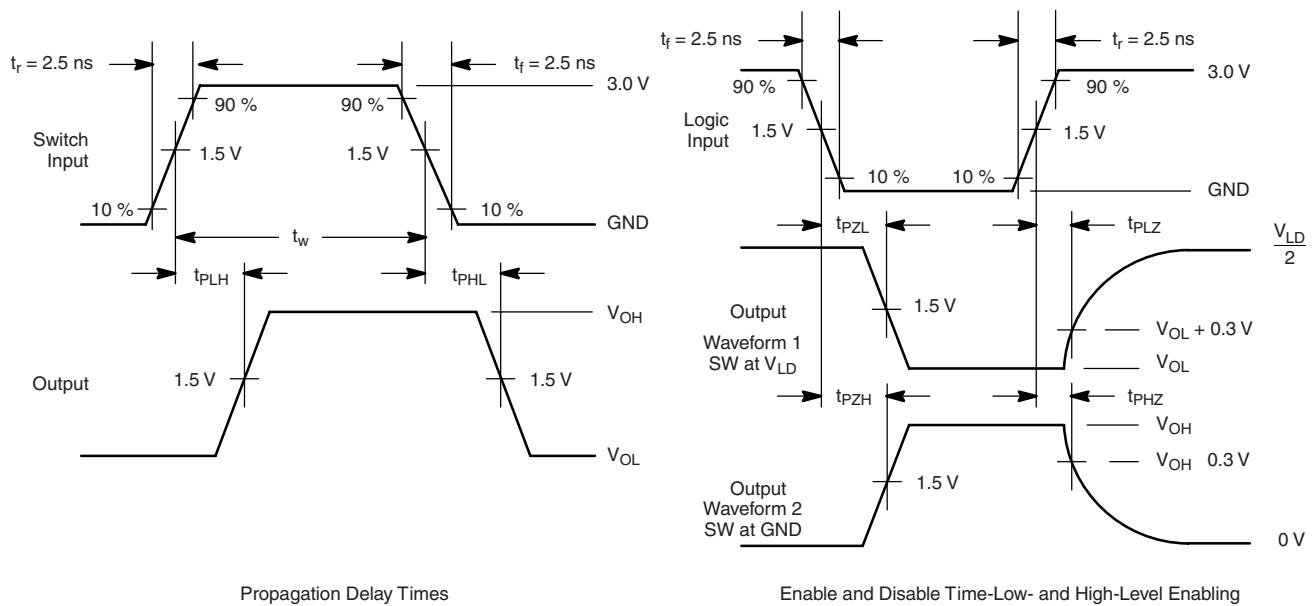 tr = 2.5 ns
tf = 2.5 ns
3.0 V
90 %
90 %
Switch
Input
1.5 V
1.5 V
10 %
10 %
GND
tw
tPLH
tPHL
VOH
Output
1.5 V
1.5 V
VOL
Propagation Delay Times
tf = 2.5 ns
tr = 2.5 ns
3.0 V
90 %
90 %
Logic
Input
1.5 V
1.5 V
10 %
10 %
GND
tPZL
tPLZ
VLD
2
Output
1.5 V
Waveform 1
SW at VLD
VOL + 0.3 V
VOL
tPZH
tPHZ
VOH
VOH 0.3 V
Output
Waveform 2
SW at GND
1.5 V
0 V
Enable and Disable Time-Low- and High-Level Enabling